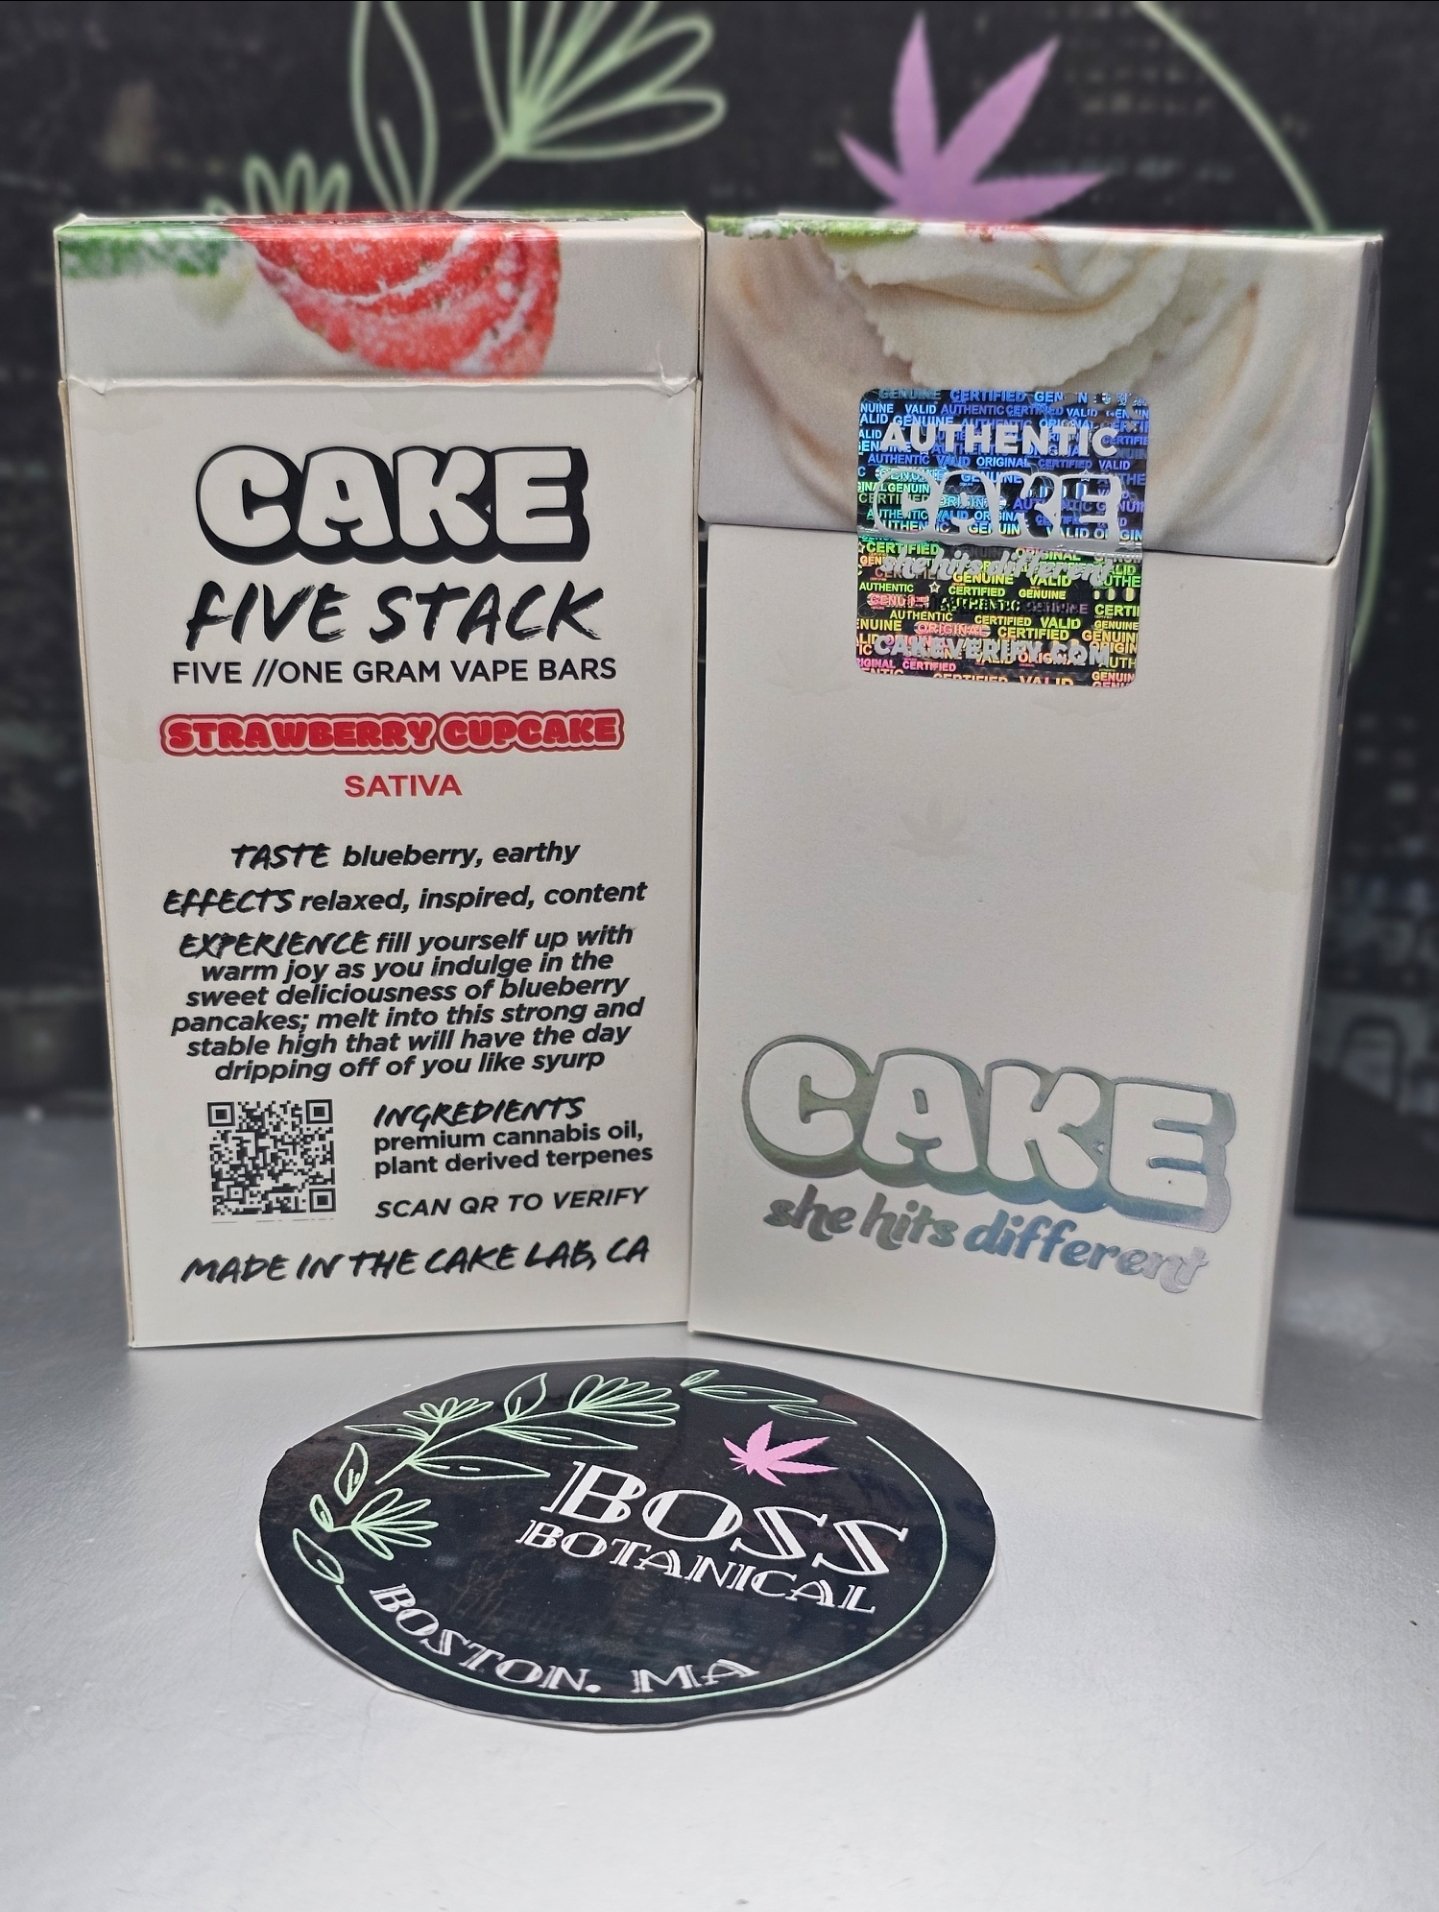 CAKE
FIVE STACK
FIVE //ONE GRAM VAPE BARS
STRAWBERRY CUPCAKE
SATIVA
TASTE blueberry, earthy
EFFECTS relaxed, inspired, content
EXPERIENCE fill yourself up with
warm joy as you indulge in the
sweet deliciousness of blueberry
pancakes; melt into this strong and
stable high that will have the day
dripping off of you like syurp
INGREDIENTS
premium cannabis oil,
plant derived terpenes
SCAN QR TO VERIFY
MADE IN THE CAKE LAB, CA
AUTHENTIC
CAKE
she hits different
CAKEVERIFY.COM
CAKE
she hits different
BOSS
BOTANICAL
BOSTON. MA